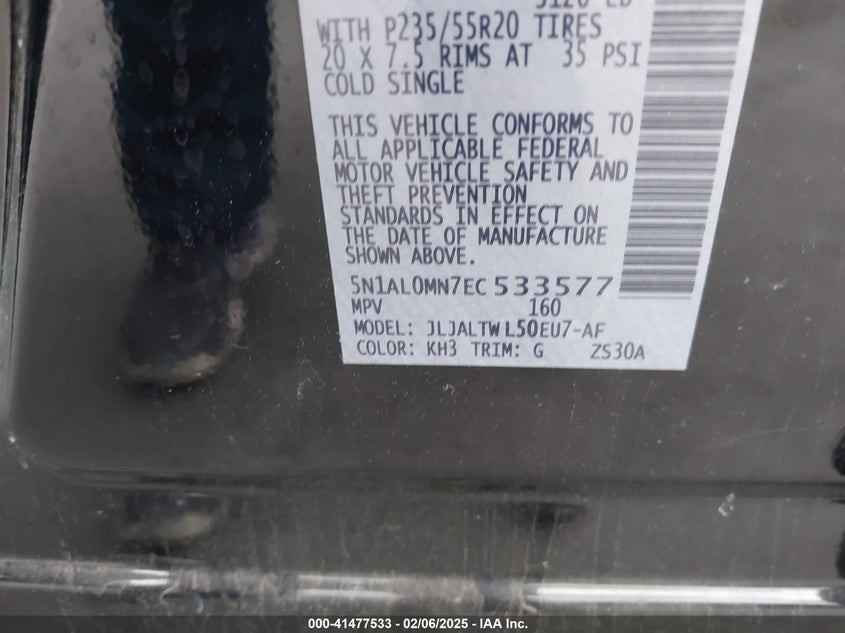 WITH P235/55R20 TIRES
20 X 7.5 RIMS AT 35 PSI
COLD SINGLE
THIS VEHICLE CONFORMS TO
ALL APPLICABLE FEDERAL
MOTOR VEHICLE SAFETY AND
THEFT PREVENTION
STANDARDS IN EFFECT ON
THE DATE OF MANUFACTURE
SHOWN ABOVE.
5N1AL0MN7EC533577
MPV 160
MODEL: JLJALTWL50EU7-AF
COLOR: KH3 TRIM: G ZS30A
000-41477533 - 02/06/2025 - IAA Inc.